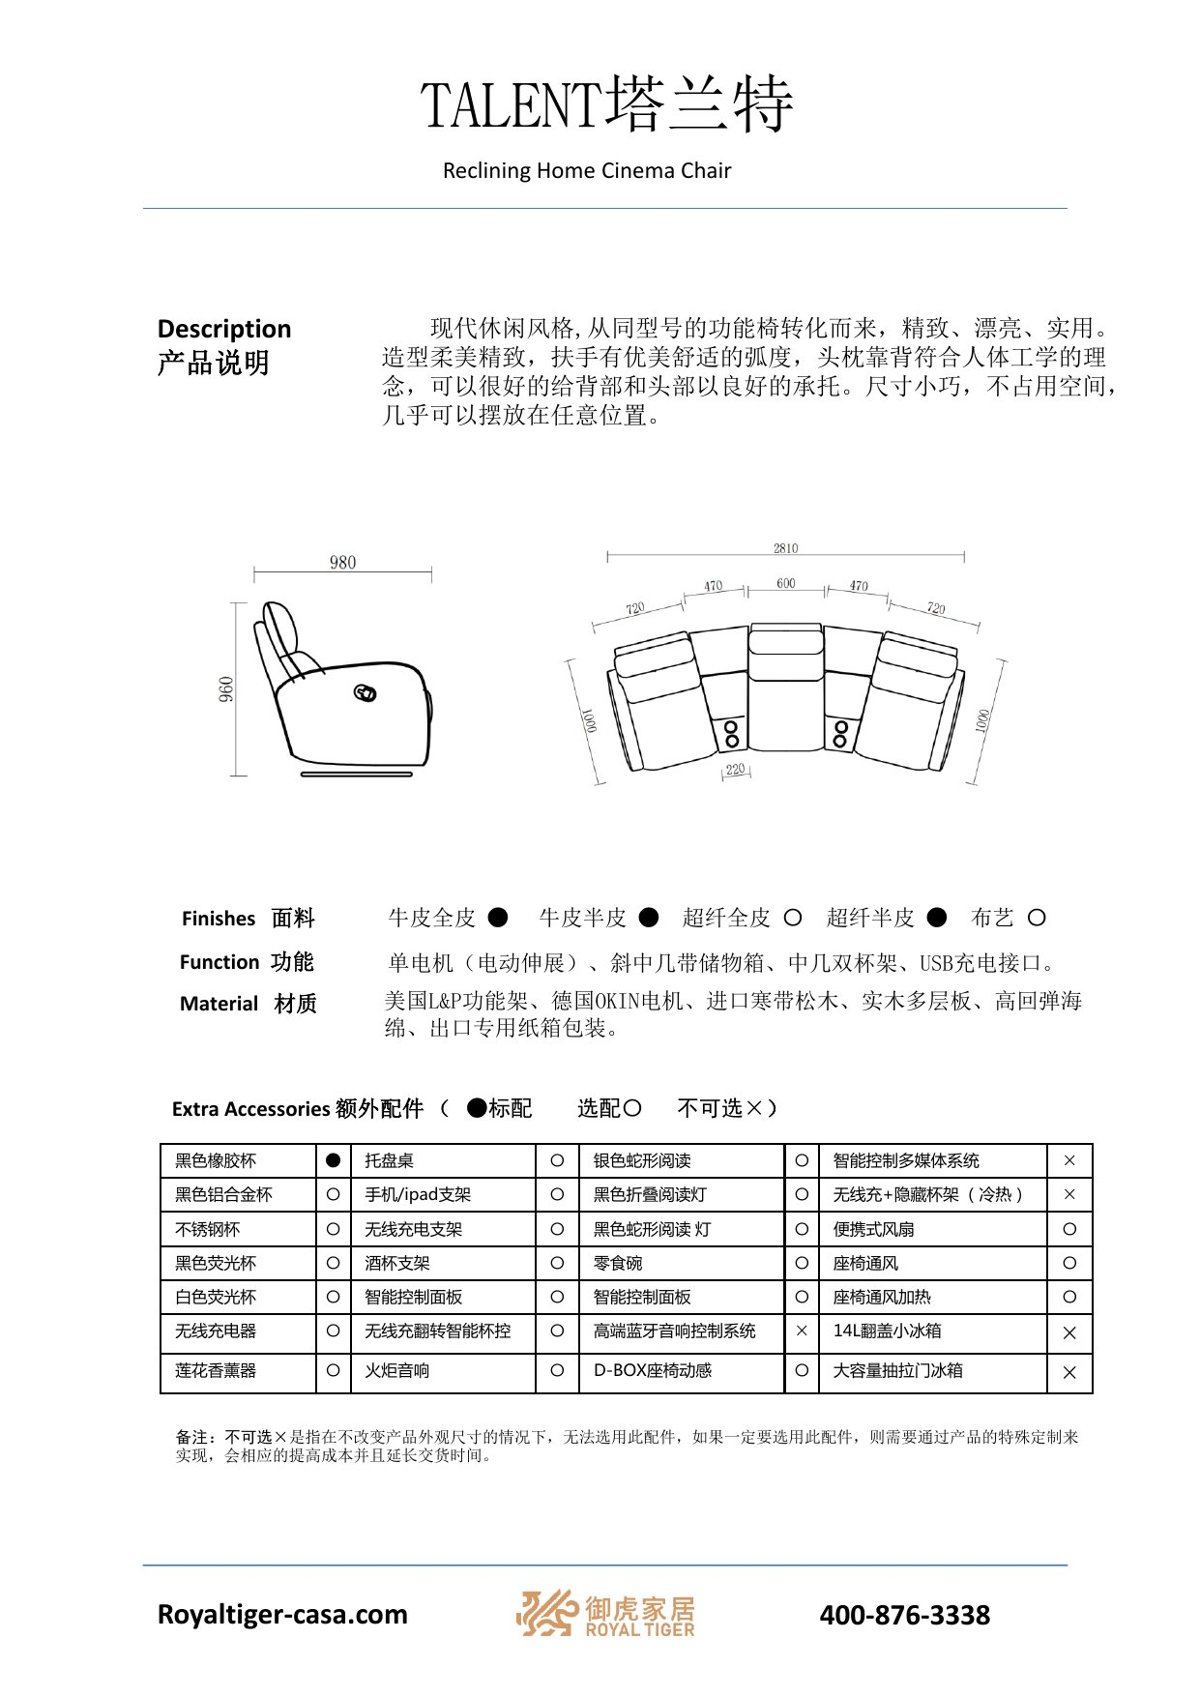 TALENT塔兰特
Reclining Home Cinema Chair
Description
产品说明
现代休闲风格,从同型号的功能椅转化而来，精致、漂亮、实用。
造型柔美精致，扶手有优美舒适的弧度，头枕靠背符合人体工学的理
念，可以很好的给背部和头部以良好的承托。尺寸小巧，不占用空间，
几乎可以摆放在任意位置。
980
960
2810
720 470 600 470 720
1000 1000
220
Finishes 面料 牛皮全皮 ● 牛皮半皮 ● 超纤全皮 ○ 超纤半皮 ● 布艺 ○
Function 功能 单电机（电动伸展）、斜中几带储物箱、中几双杯架、USB充电接口。
Material 材质 美国L&P功能架、德国OKIN电机、进口寒带松木、实木多层板、高回弹海
绵、出口专用纸箱包装。
Extra Accessories 额外配件（ ●标配 选配○ 不可选×）
黑色橡胶杯 ● 托盘桌 ○ 银色蛇形阅读 ○ 智能控制多媒体系统 ×
黑色铝合金杯 ○ 手机/ipad支架 ○ 黑色折叠阅读灯 ○ 无线充+隐藏杯架（冷热） ×
不锈钢杯 ○ 无线充电支架 ○ 黑色蛇形阅读 灯 ○ 便携式风扇 ○
黑色荧光杯 ○ 酒杯支架 ○ 零食碗 ○ 座椅通风 ○
白色荧光杯 ○ 智能控制面板 ○ 智能控制面板 ○ 座椅通风加热 ○
无线充电器 ○ 无线充翻转智能杯控 ○ 高端蓝牙音响控制系统 × 14L翻盖小冰箱 ×
莲花香薰器 ○ 火炬音响 ○ D-BOX座椅动感 ○ 大容量抽拉门冰箱 ×
备注：不可选×是指在不改变产品外观尺寸的情况下，无法选用此配件，如果一定要选用此配件，则需要通过产品的特殊定制来
实现，会相应的提高成本并且延长交货时间。
Royaltiger-casa.com
御虎家居
ROYAL TIGER
400-876-3338